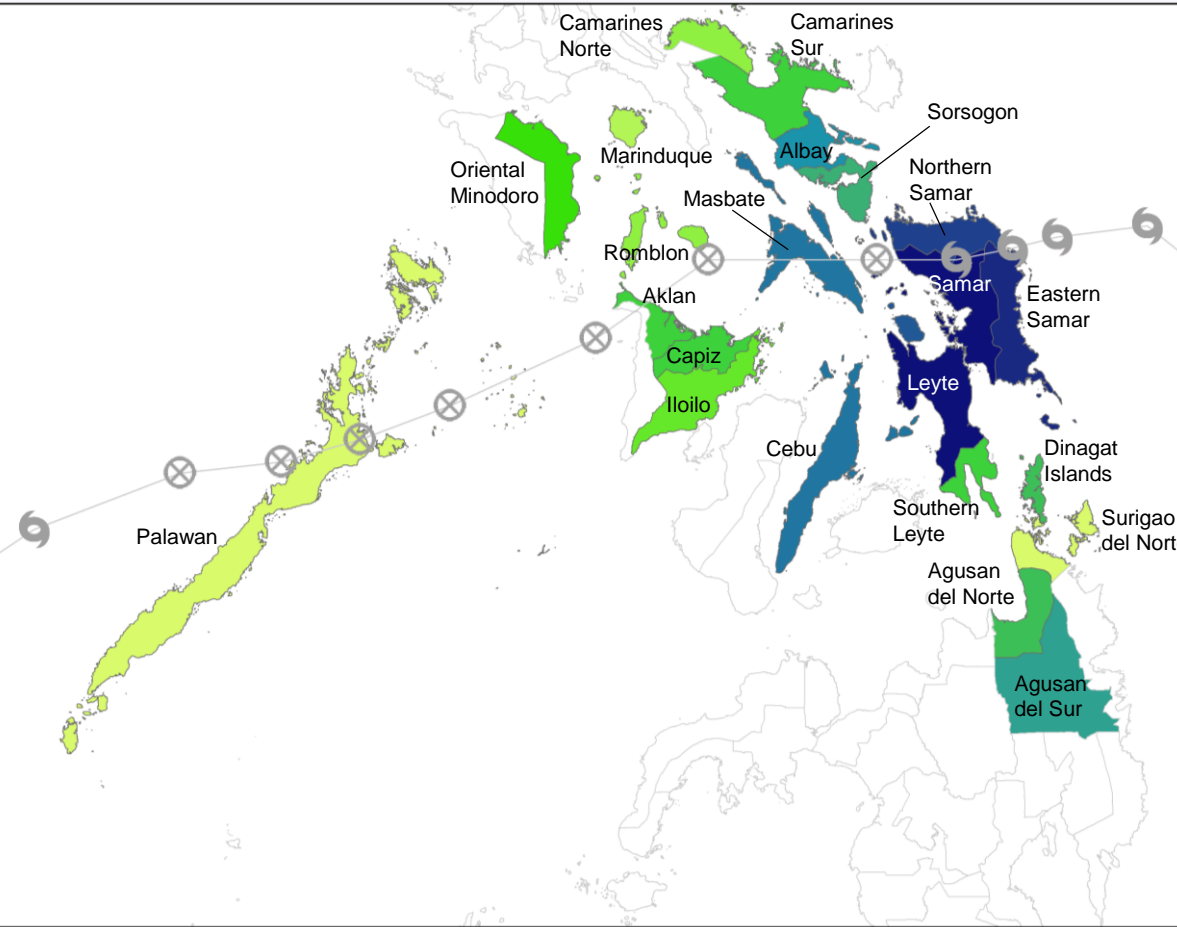 Camarines
Norte
Camarines
Sur
Sorsogon
Albay
Marinduque
Northern
Samar
Oriental
Minodoro
Masbate
Romblon
Samar
Aklan
Eastern
Samar
Capiz
Leyte
Iloilo
Cebu
Dinagat
Islands
Southern
Leyte
Surigao
del Nort
Palawan
Agusan
del Norte
Agusan
del Sur